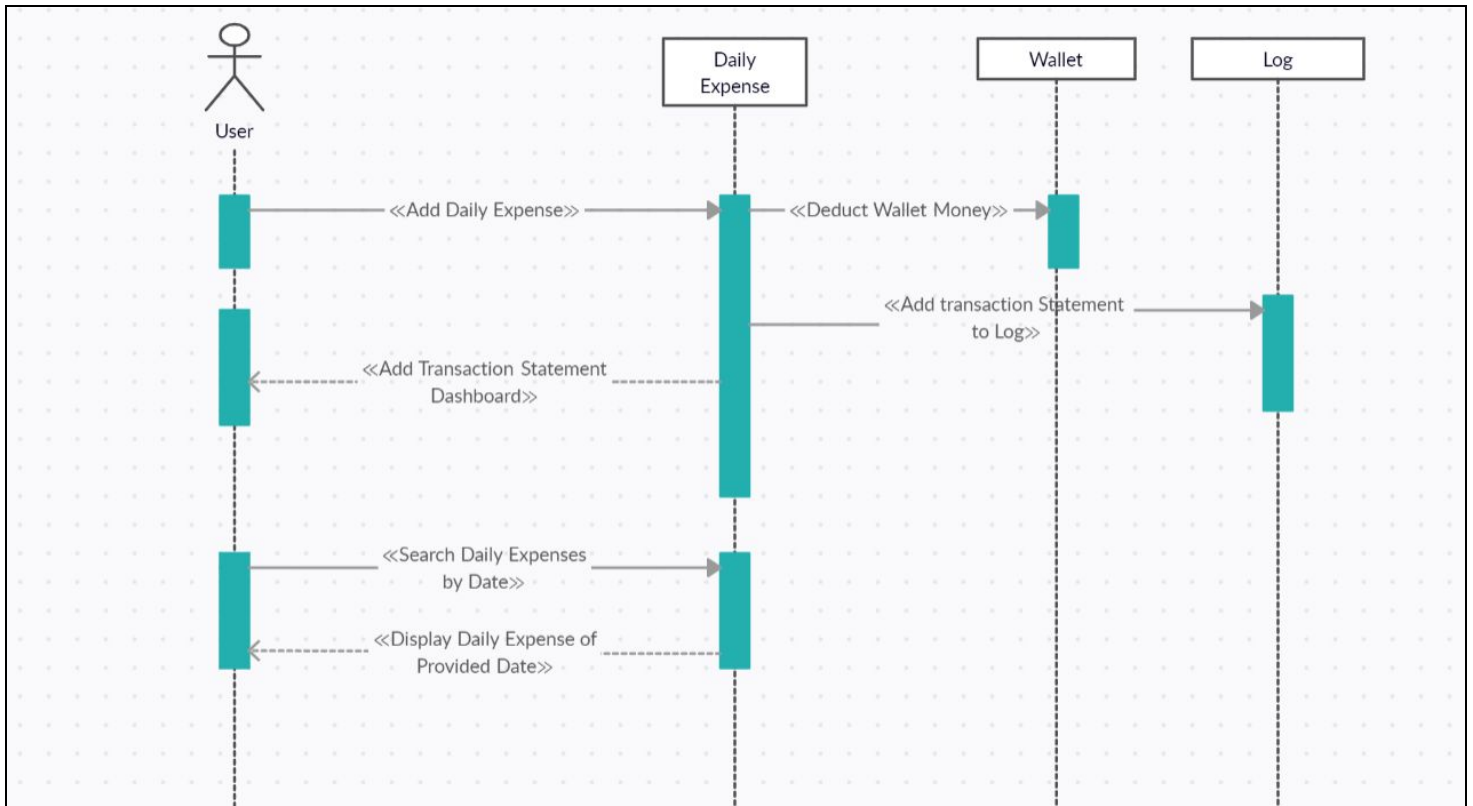 Daily
Expense
Wallet
Log
User
≪Add Daily Expense≫
≪Deduct Wallet Money≫
≪Add transaction Statement
to Log≫
≪Add Transaction Statement
Dashboard≫
≪Search Daily Expenses
by Date≫
≪Display Daily Expense of
Provided Date≫